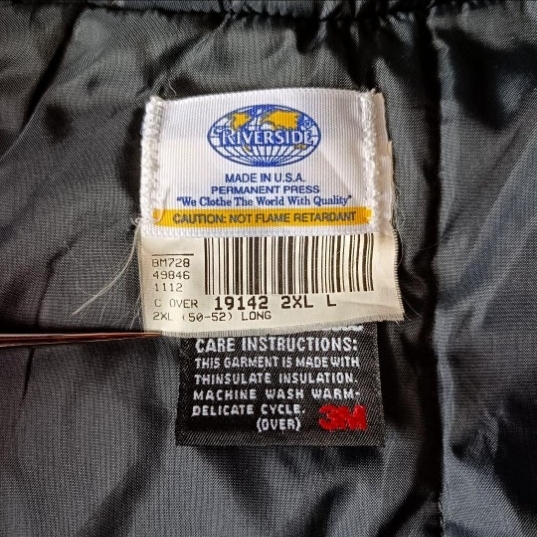 RIVERSIDE
MADE IN U.S.A.
PERMANENT PRESS
"We Clothe The World With Quality"
CAUTION: NOT FLAME RETARDANT
BM728
49846
1112
C OVER 19142 2XL L
2XL (50-52) LONG
CARE INSTRUCTIONS:
THIS GARMENT IS MADE WITH
THINSULATE INSULATION.
MACHINE WASH WARM-
DELICATE CYCLE.
(OVER) 3M